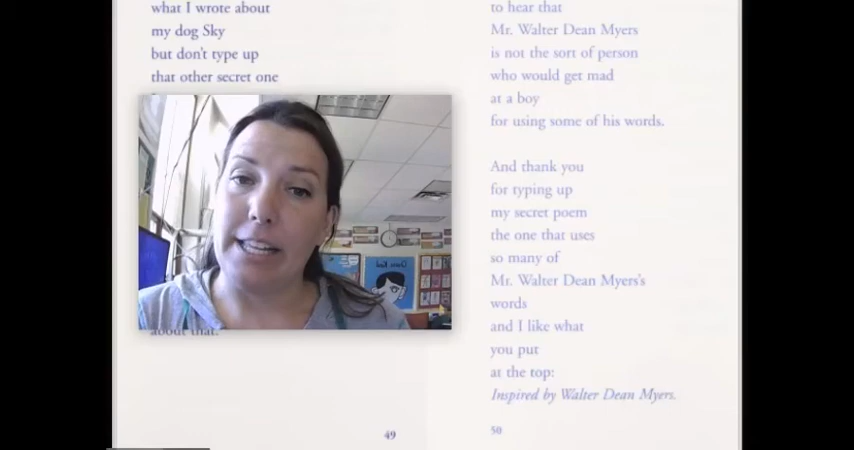 what I wrote about
my dog Sky
but don't type up
that other secret one
about that.
49
to hear that
Mr. Walter Dean Myers
is not the sort of person
who would get mad
at a boy
for using some of his words.
And thank you
for typing up
my secret poem
the one that uses
so many of
Mr. Walter Dean Myers's
words
and I like what
you put
at the top:
Inspired by Walter Dean Myers.
50